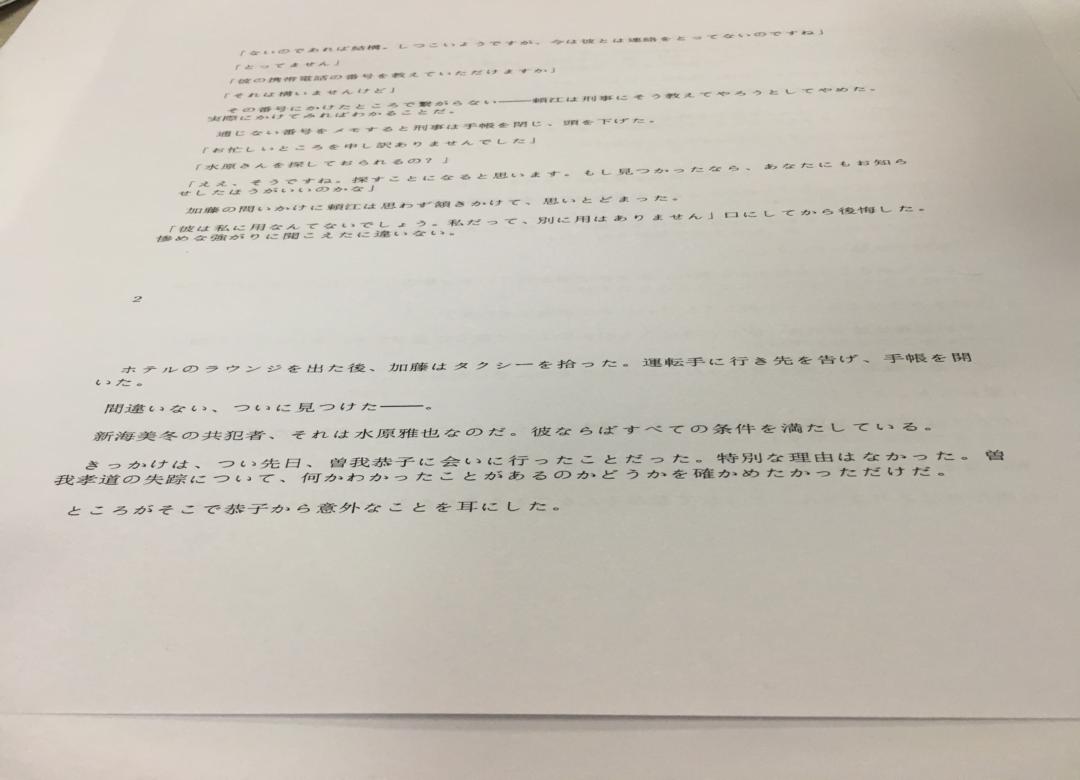 「ないのであれば結構。しつこいようですが、今は彼とは連絡をとってないのですね」
「とってません」
「彼の携帯電話の番号を教えていただけますか」
「それは構いませんけど」
その番号にかけたところで繋がらない――頼江は刑事にそう教えてやろうとしてやめた。
実際にかけてみればわかることだ。
通じない番号をメモすると刑事は手帳を閉じ、頭を下げた。
「お忙しいところを申し訳ありませんでした」
「水原さんを探しておられるの？」
「ええ、そうですね。探すことになると思います。もし見つかったなら、あなたにもお知ら
せしたほうがいいのかな」
加藤の問いかけに頼江は思わず頷きかけて、思いとどまった。
「彼は私に用なんてないでしょう。私だって、別に用はありません」口にしてから後悔した。
惨めな強がりに聞こえたに違いない。
2
ホテルのラウンジを出た後、加藤はタクシーを拾った。運転手に行き先を告げ、手帳を開
いた。
間違いない、ついに見つけた――。
新海美冬の共犯者、それは水原雅也なのだ。彼ならばすべての条件を満たしている。
きっかけは、つい先日、曽我恭子に会いに行ったことだった。特別な理由はなかった。曽
我孝道の失踪について、何かわかったことがあるのかどうかを確かめたかっただけだ。
ところがそこで恭子から意外なことを耳にした。